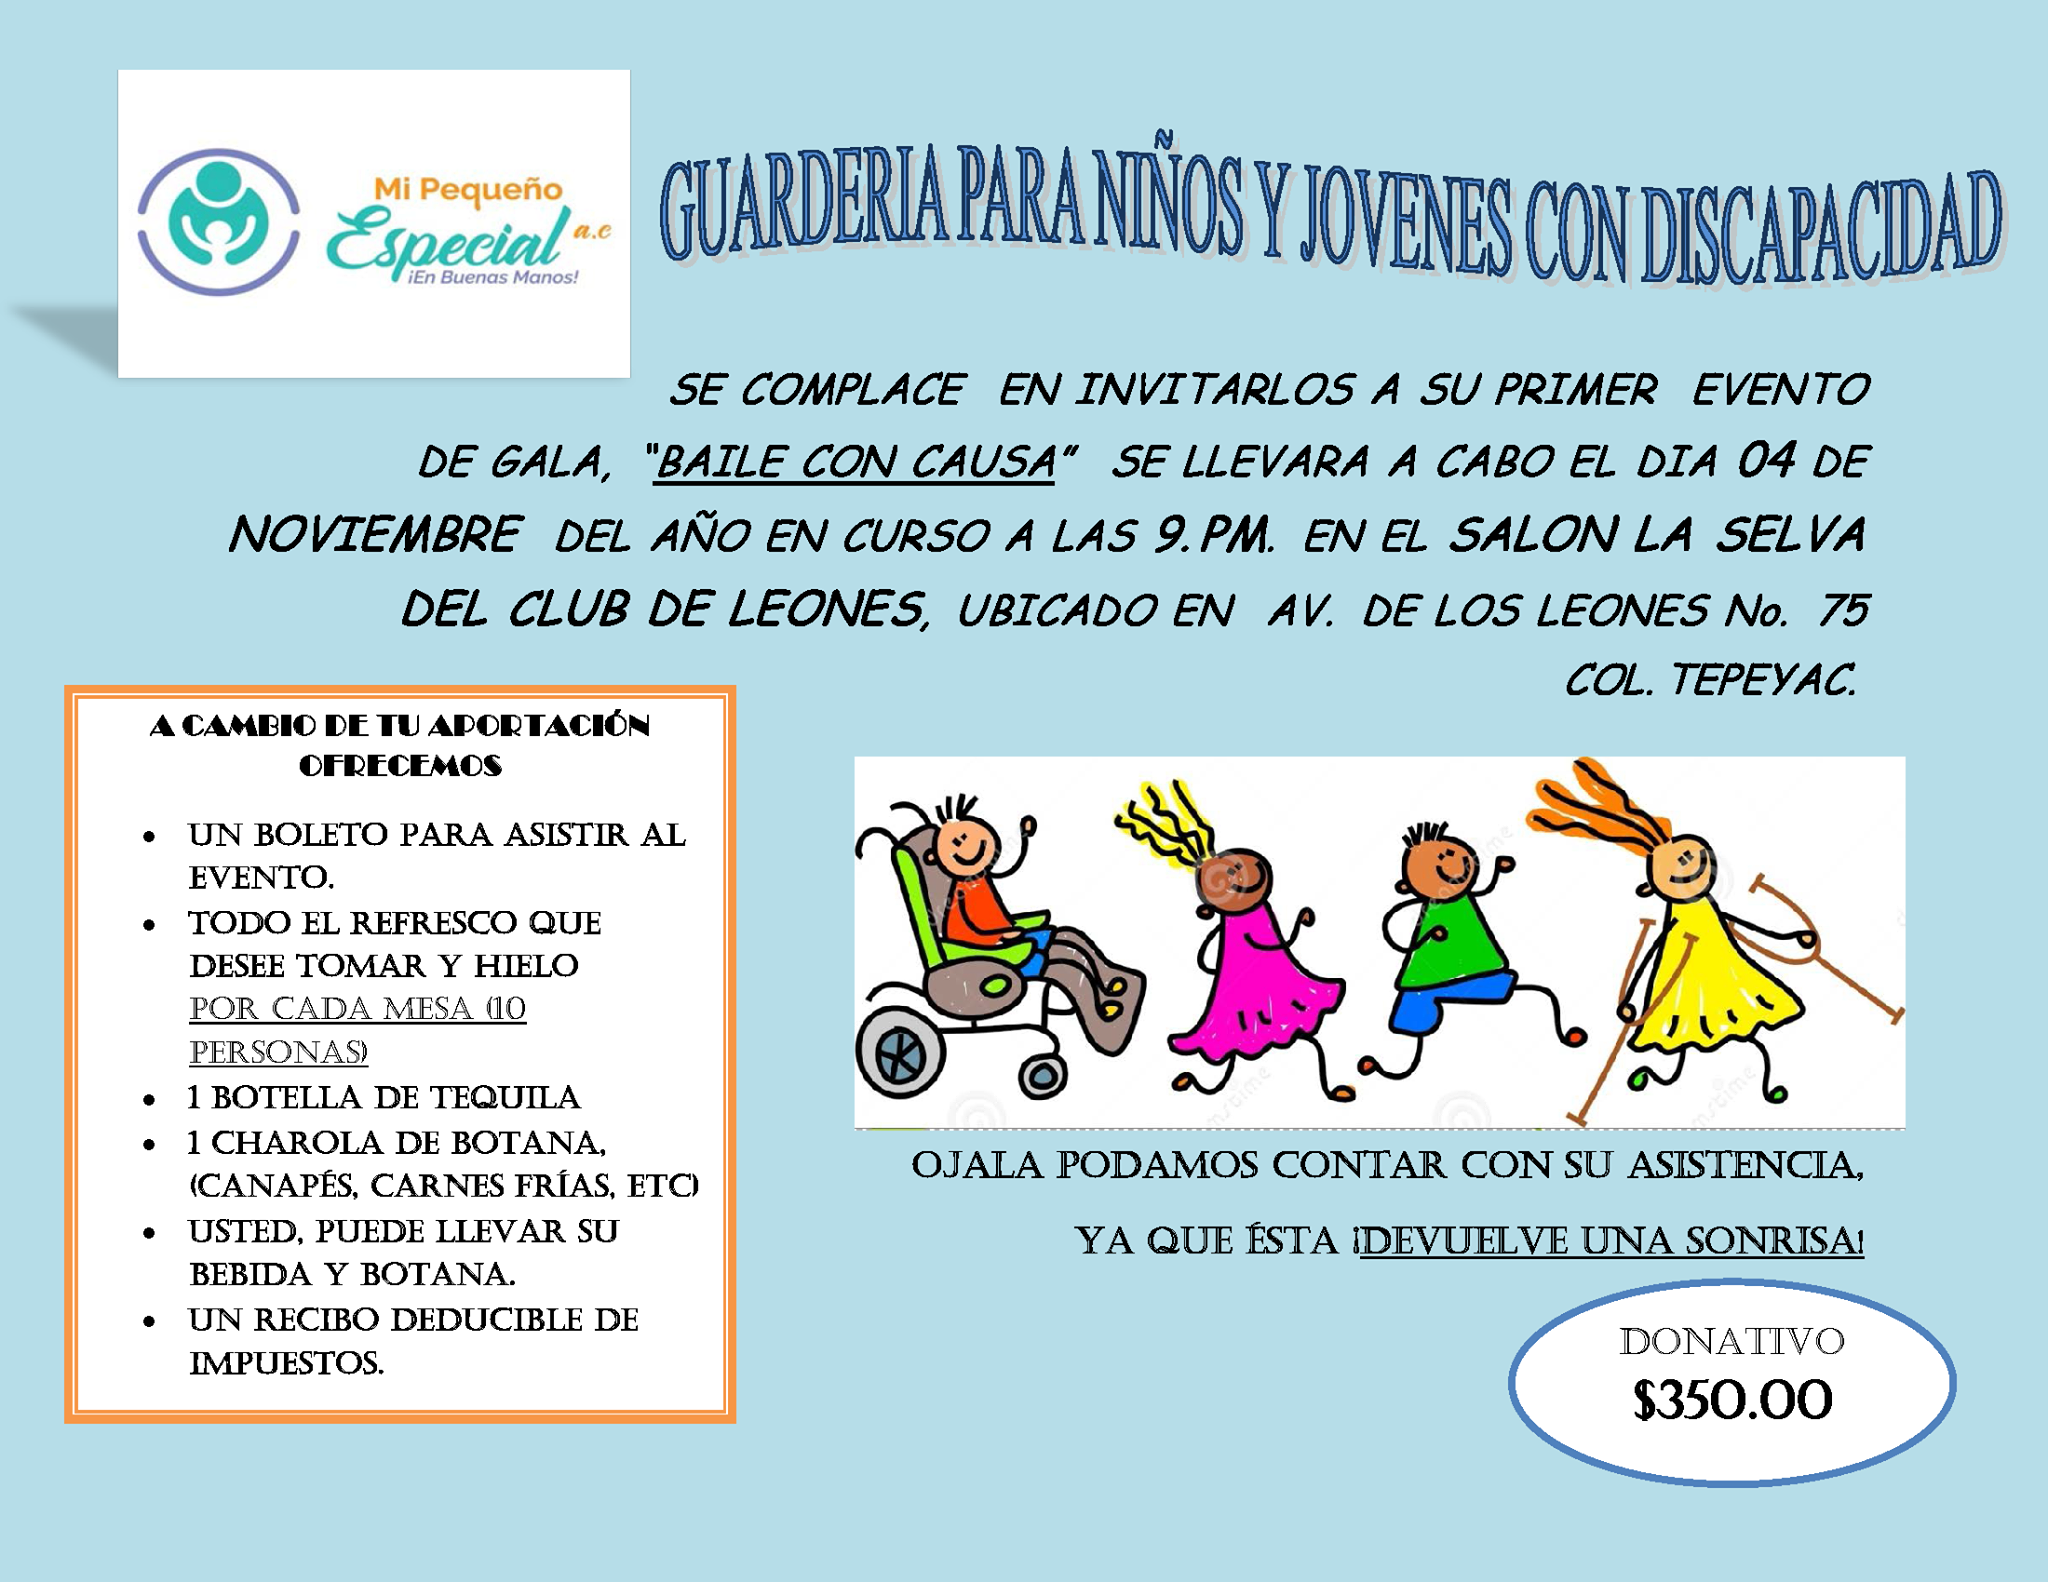 Mi Pequeño
Especial a.c
¡En Buenas Manos!
GUARDERIA PARA NIÑOS Y JOVENES CON DISCAPACIDAD
SE COMPLACE EN INVITARLOS A SU PRIMER EVENTO
DE GALA, "BAILE CON CAUSA" SE LLEVARA A CABO EL DIA 04 DE
NOVIEMBRE DEL AÑO EN CURSO A LAS 9.PM. EN EL SALON LA SELVA
DEL CLUB DE LEONES, UBICADO EN AV. DE LOS LEONES No. 75
COL. TEPEYAC.
A CAMBIO DE TU APORTACIÓN
OFRECEMOS
• UN BOLETO PARA ASISTIR AL
EVENTO.
• TODO EL REFRESCO QUE
DESEE TOMAR Y HIELO
POR CADA MESA (10
PERSONAS)
• 1 BOTELLA DE TEQUILA
• 1 CHAROLA DE BOTANA,
(CANAPÉS, CARNES FRÍAS, ETC)
• USTED, PUEDE LLEVAR SU
BEBIDA Y BOTANA.
• UN RECIBO DEDUCIBLE DE
IMPUESTOS.
OJALA PODAMOS CONTAR CON SU ASISTENCIA,
YA QUE ÉSTA ¡DEVUELVE UNA SONRISA!
DONATIVO
$350.00